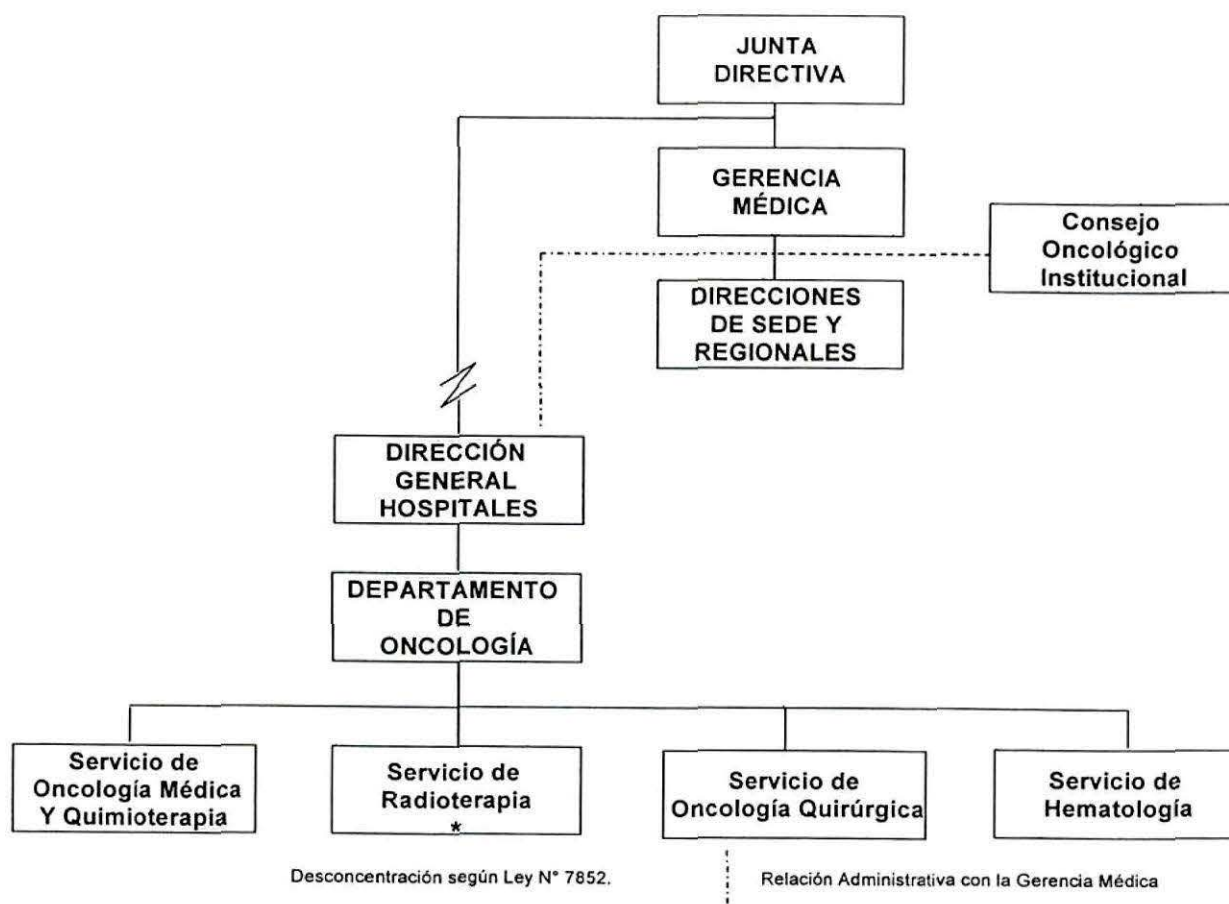 JUNTA
DIRECTIVA
GERENCIA
MÉDICA
Consejo
Oncológico
Institucional
DIRECCIONES
DE SEDE Y
REGIONALES
DIRECCIÓN
GENERAL
HOSPITALES
DEPARTAMENTO
DE
ONCOLOGÍA
Servicio de
Oncología Médica
Y Quimioterapia
Servicio de
Radioterapia
*
Servicio de
Oncología Quirúrgica
Servicio de
Hematología
Desconcentración según Ley N° 7852.
Relación Administrativa con la Gerencia Médica